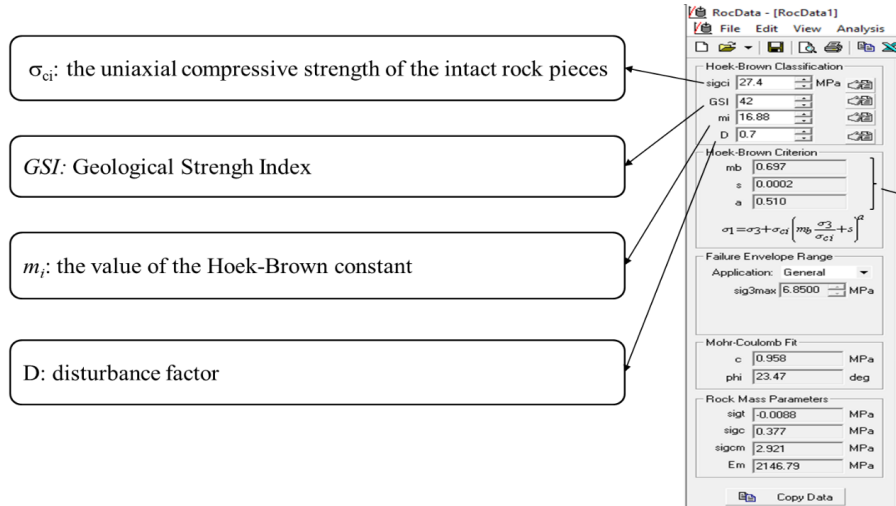 σci: the uniaxial compressive strength of the intact rock pieces
GSI: Geological Strengh Index
mi: the value of the Hoek-Brown constant
D: disturbance factor
RocData - [RocData1]
File Edit View Analysis
Hoek-Brown Classification
sigci 27.4 MPa
GSI 42
mi 16.88
D 0.7
Hoek-Brown Criterion
mb 0.697
s 0.0002
a 0.510
σ1=σ3+σci(mb σ3/σci+s)^a
Failure Envelope Range
Application: General
sig3max 6.8500 MPa
Mohr-Coulomb Fit
c 0.958 MPa
phi 23.47 deg
Rock Mass Parameters
sigt -0.0088 MPa
sigc 0.377 MPa
sigcm 2.921 MPa
Em 2146.79 MPa
Copy Data